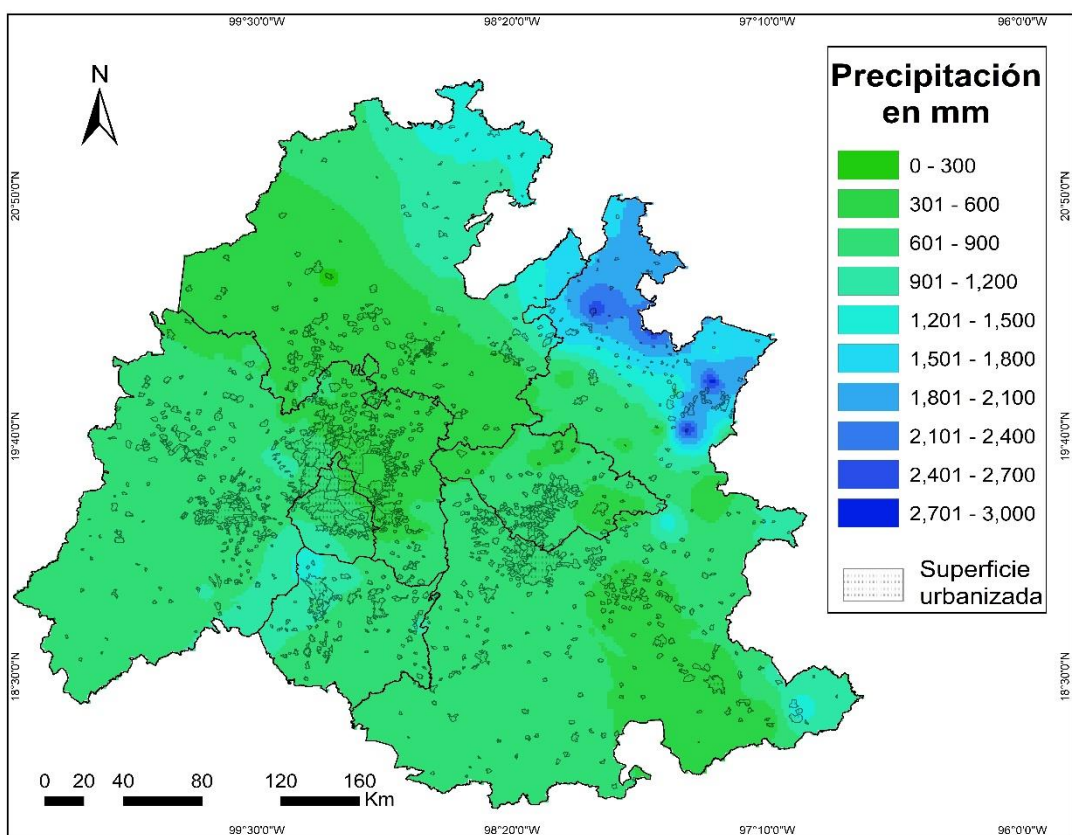 99°30'0"W 98°20'0"W 97°10'0"W 96°0'0"W
N
20°50'0"N
19°40'0"N
18°30'0"N
20°50'0"N
19°40'0"N
18°30'0"N
Precipitación
en mm
0 - 300
301 - 600
601 - 900
901 - 1,200
1,201 - 1,500
1,501 - 1,800
1,801 - 2,100
2,101 - 2,400
2,401 - 2,700
2,701 - 3,000
Superficie
urbanizada
0 20 40 80 120 160
Km
99°30'0"W 98°20'0"W 97°10'0"W 96°0'0"W